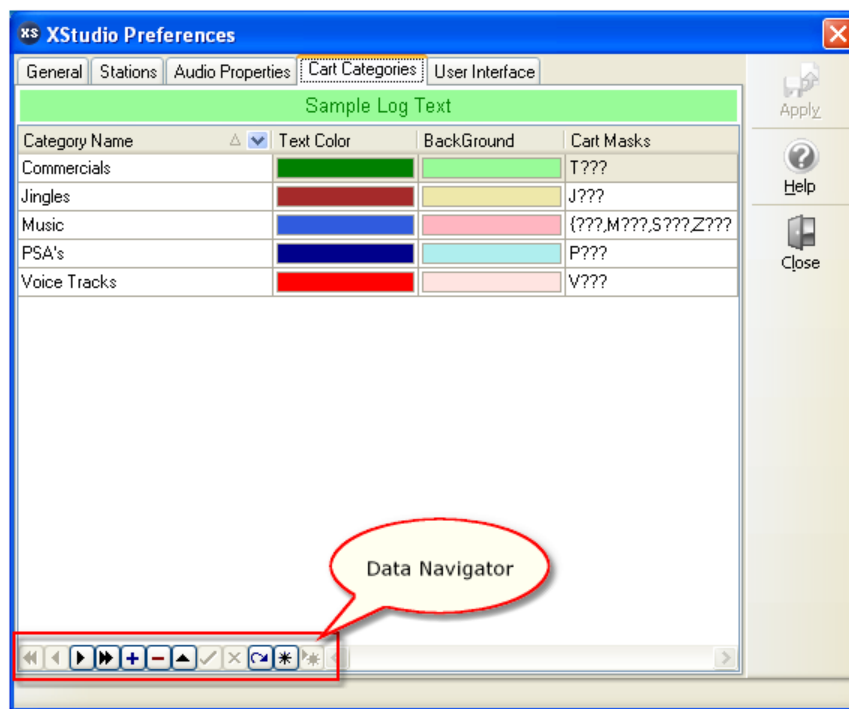 XS XStudio Preferences
General Stations Audio Properties Cart Categories User Interface
Sample Log Text
Apply
Category Name Text Color BackGround Cart Masks
Commercials T???
Help
Jingles J???
Music {???,M???,S???,Z???
PSA's P???
Close
Voice Tracks V???
Data Navigator